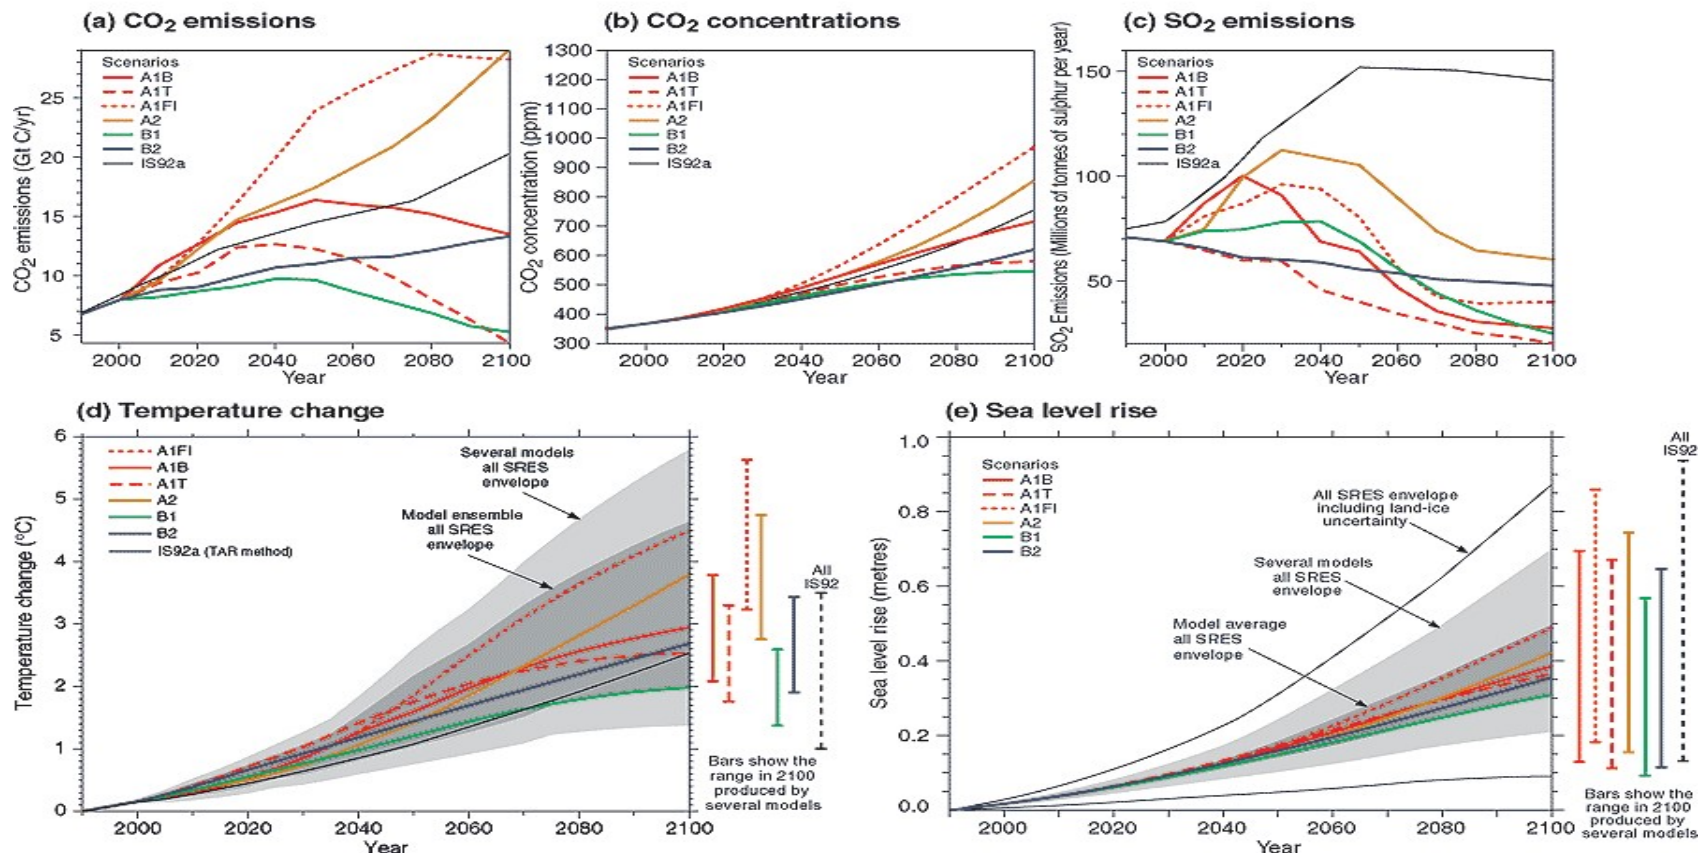 (a) CO2 emissions
CO2 emissions (Gt C/yr)
Scenarios
A1B
A1T
A1FI
A2
B1
B2
IS92a
25
20
15
10
5
2000 2020 2040 2060 2080 2100
Year
(b) CO2 concentrations
CO2 concentration (ppm)
Scenarios
A1B
A1T
A1FI
A2
B1
B2
IS92a
1300
1200
1100
1000
900
800
700
600
500
400
300
2000 2020 2040 2060 2080 2100
Year
(c) SO2 emissions
SO2 Emissions (Millions of tonnes of sulphur per year)
Scenarios
A1B
A1T
A1FI
A2
B1
B2
IS92a
150
100
50
2000 2020 2040 2060 2080 2100
Year
(d) Temperature change
Temperature change (°C)
A1FI
A1B
A1T
A2
B1
B2
IS92a (TAR method)
Several models
all SRES
envelope
Model ensemble
all SRES
envelope
6
5
4
3
2
1
0
2000 2020 2040 2060 2080 2100
Year
All
IS92
Bars show the
range in 2100
produced by
several models
(e) Sea level rise
Sea level rise (metres)
Scenarios
A1B
A1T
A1FI
A2
B1
B2
All SRES envelope
including land-ice
uncertainty
Several models
all SRES
envelope
Model average
all SRES
envelope
1.0
0.8
0.6
0.4
0.2
0.0
2000 2020 2040 2060 2080 2100
Year
All
IS92
Bars show the
range in 2100
produced by
several models